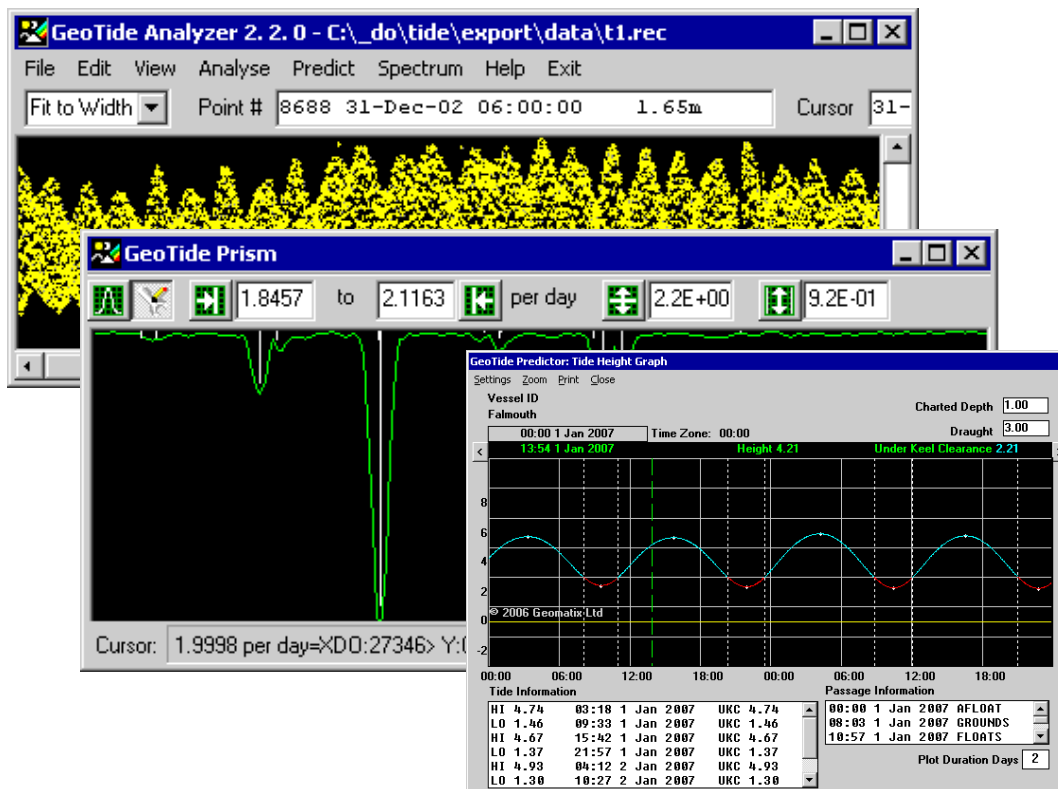 GeoTide Analyzer 2. 2. 0 - C:\_do\tide\export\data\t1.rec
File Edit View Analyse Predict Spectrum Help Exit
Fit to Width Point # 8688 31-Dec-02 06:00:00 1.65m Cursor 31-
GeoTide Prism
1.8457 to 2.1163 per day 2.2E+00 9.2E-01
Cursor: 1.9998 per day=XDO:27346> Y:
GeoTide Predictor: Tide Height Graph
Settings Zoom Print Close
Vessel ID
Falmouth
Charted Depth 1.00
Draught 3.00
00:00 1 Jan 2007 Time Zone: 00:00
< 13:54 1 Jan 2007 Height 4.21 Under Keel Clearance 2.21
8
6
4
2
© 2006 Geomatix Ltd
0
-2
00:00 06:00 12:00 18:00 00:00 06:00 12:00 18:00
Tide Information
HI 4.74 03:18 1 Jan 2007 UKC 4.74
LO 1.46 09:33 1 Jan 2007 UKC 1.46
HI 4.67 15:42 1 Jan 2007 UKC 4.67
LO 1.37 21:57 1 Jan 2007 UKC 1.37
HI 4.93 04:12 2 Jan 2007 UKC 4.93
LO 1.30 10:27 2 Jan 2007 UKC 1.30
Passage Information
00:00 1 Jan 2007 AFLOAT
08:03 1 Jan 2007 GROUNDS
10:57 1 Jan 2007 FLOATS
Plot Duration Days 2